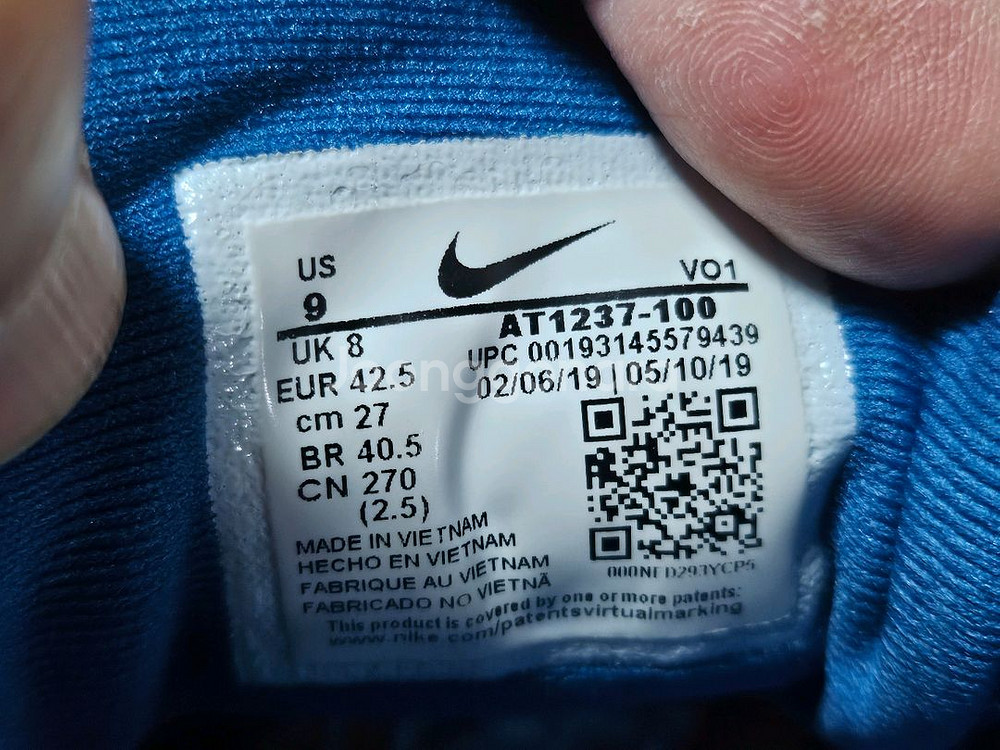 US
9
VO1
UK 8
AT1237-100
EUR 42.5
UPC 00193145579439
cm 27
02/06/19 | 05/10/19
BR 40.5
CN 270
(2.5)
MADE IN VIETNAM
HECHO EN VIETNAM
FABRIQUE AU VIETNAM
FABRICADO NO VIETNÃ
This product is covered by one or more patents:
www.nike.com/patentsvirtualmarking